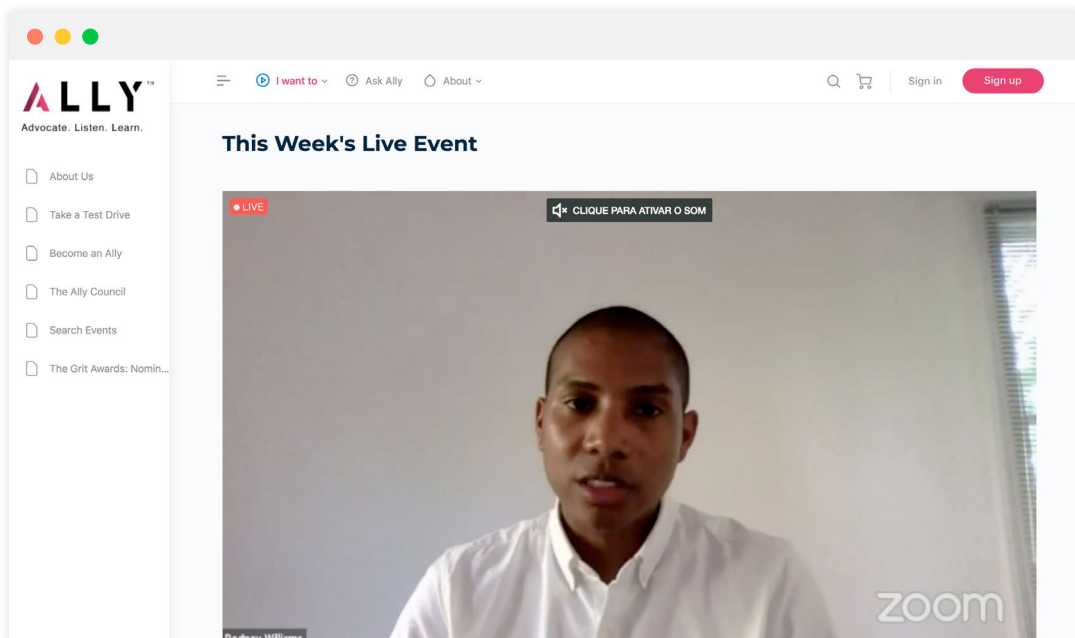 ALLY™
Advocate. Listen. Learn.
I want to
Ask Ally
About
Sign in
Sign up
About Us
Take a Test Drive
Become an Ally
The Ally Council
Search Events
The Grit Awards: Nomin...
This Week's Live Event
LIVE
CLIQUE PARA ATIVAR O SOM
zoom
Rodney Williams